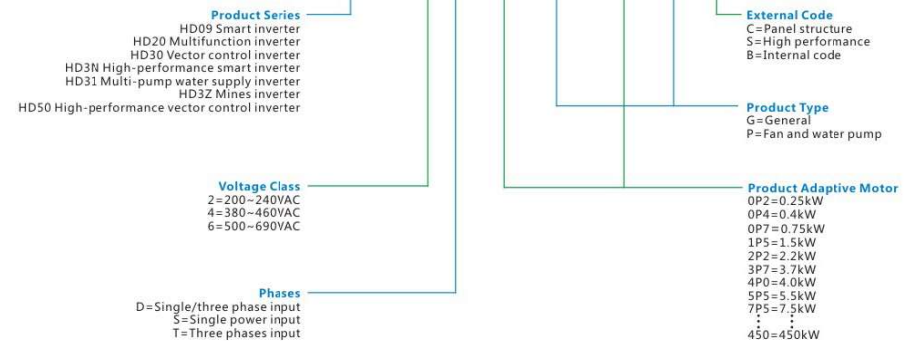 Product Series
HD09 Smart inverter
HD20 Multifunction inverter
HD30 Vector control inverter
HD3N High-performance smart inverter
HD31 Multi-pump water supply inverter
HD3Z Mines inverter
HD50 High-performance vector control inverter
Voltage Class
2=200~240VAC
4=380~460VAC
6=500~690VAC
Phases
D=Single/three phase input
S=Single power input
T=Three phases input
External Code
C=Panel structure
S=High performance
B=Internal code
Product Type
G=General
P=Fan and water pump
Product Adaptive Motor
0P2=0.25kW
0P4=0.4kW
0P7=0.75kW
1P5=1.5kW
2P2=2.2kW
3P7=3.7kW
4P0=4.0kW
5P5=5.5kW
7P5=7.5kW
450=450kW